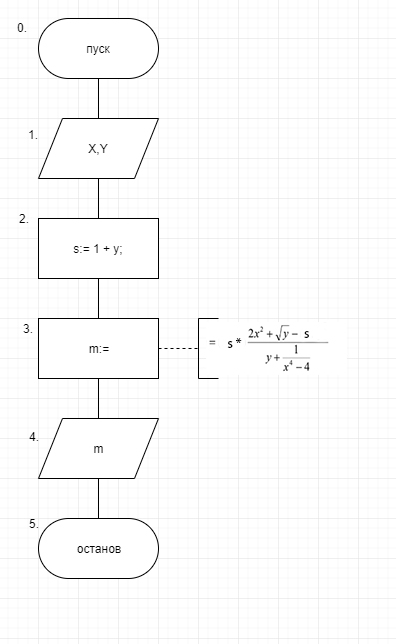 0.
пуск
1.
X,Y
2.
s:= 1 + y;
3.
m:=
= s * (2x² + √y − s) / (y + 1 / (x⁴ − 4))
4.
m
5.
останов